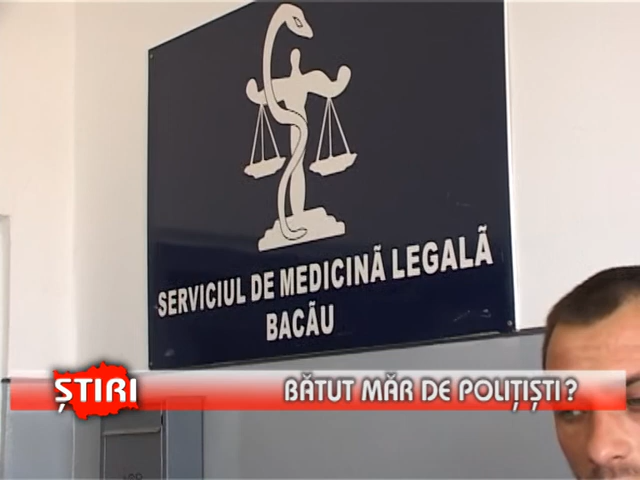 SERVICIUL DE MEDICINĂ LEGALĂ
BACĂU
ȘTIRI
BĂTUT MĂR DE POLIȚIȘTI?